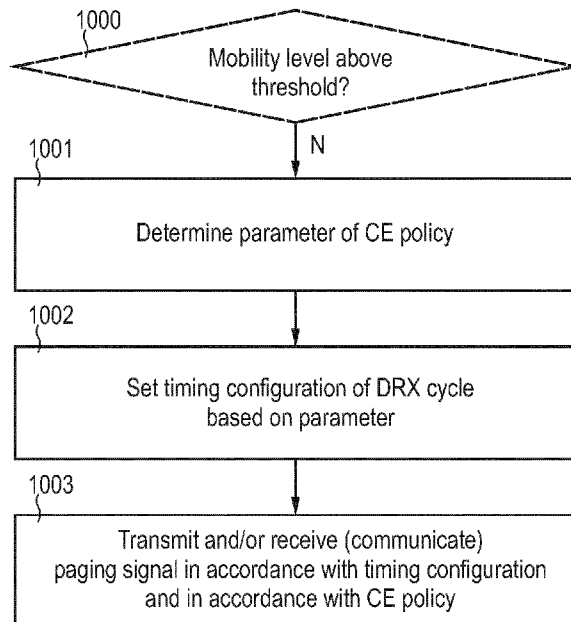 1000
Mobility level above
threshold?
N
1001
Determine parameter of CE policy
1002
Set timing configuration of DRX cycle
based on parameter
1003
Transmit and/or receive (communicate)
paging signal in accordance with timing configuration
and in accordance with CE policy